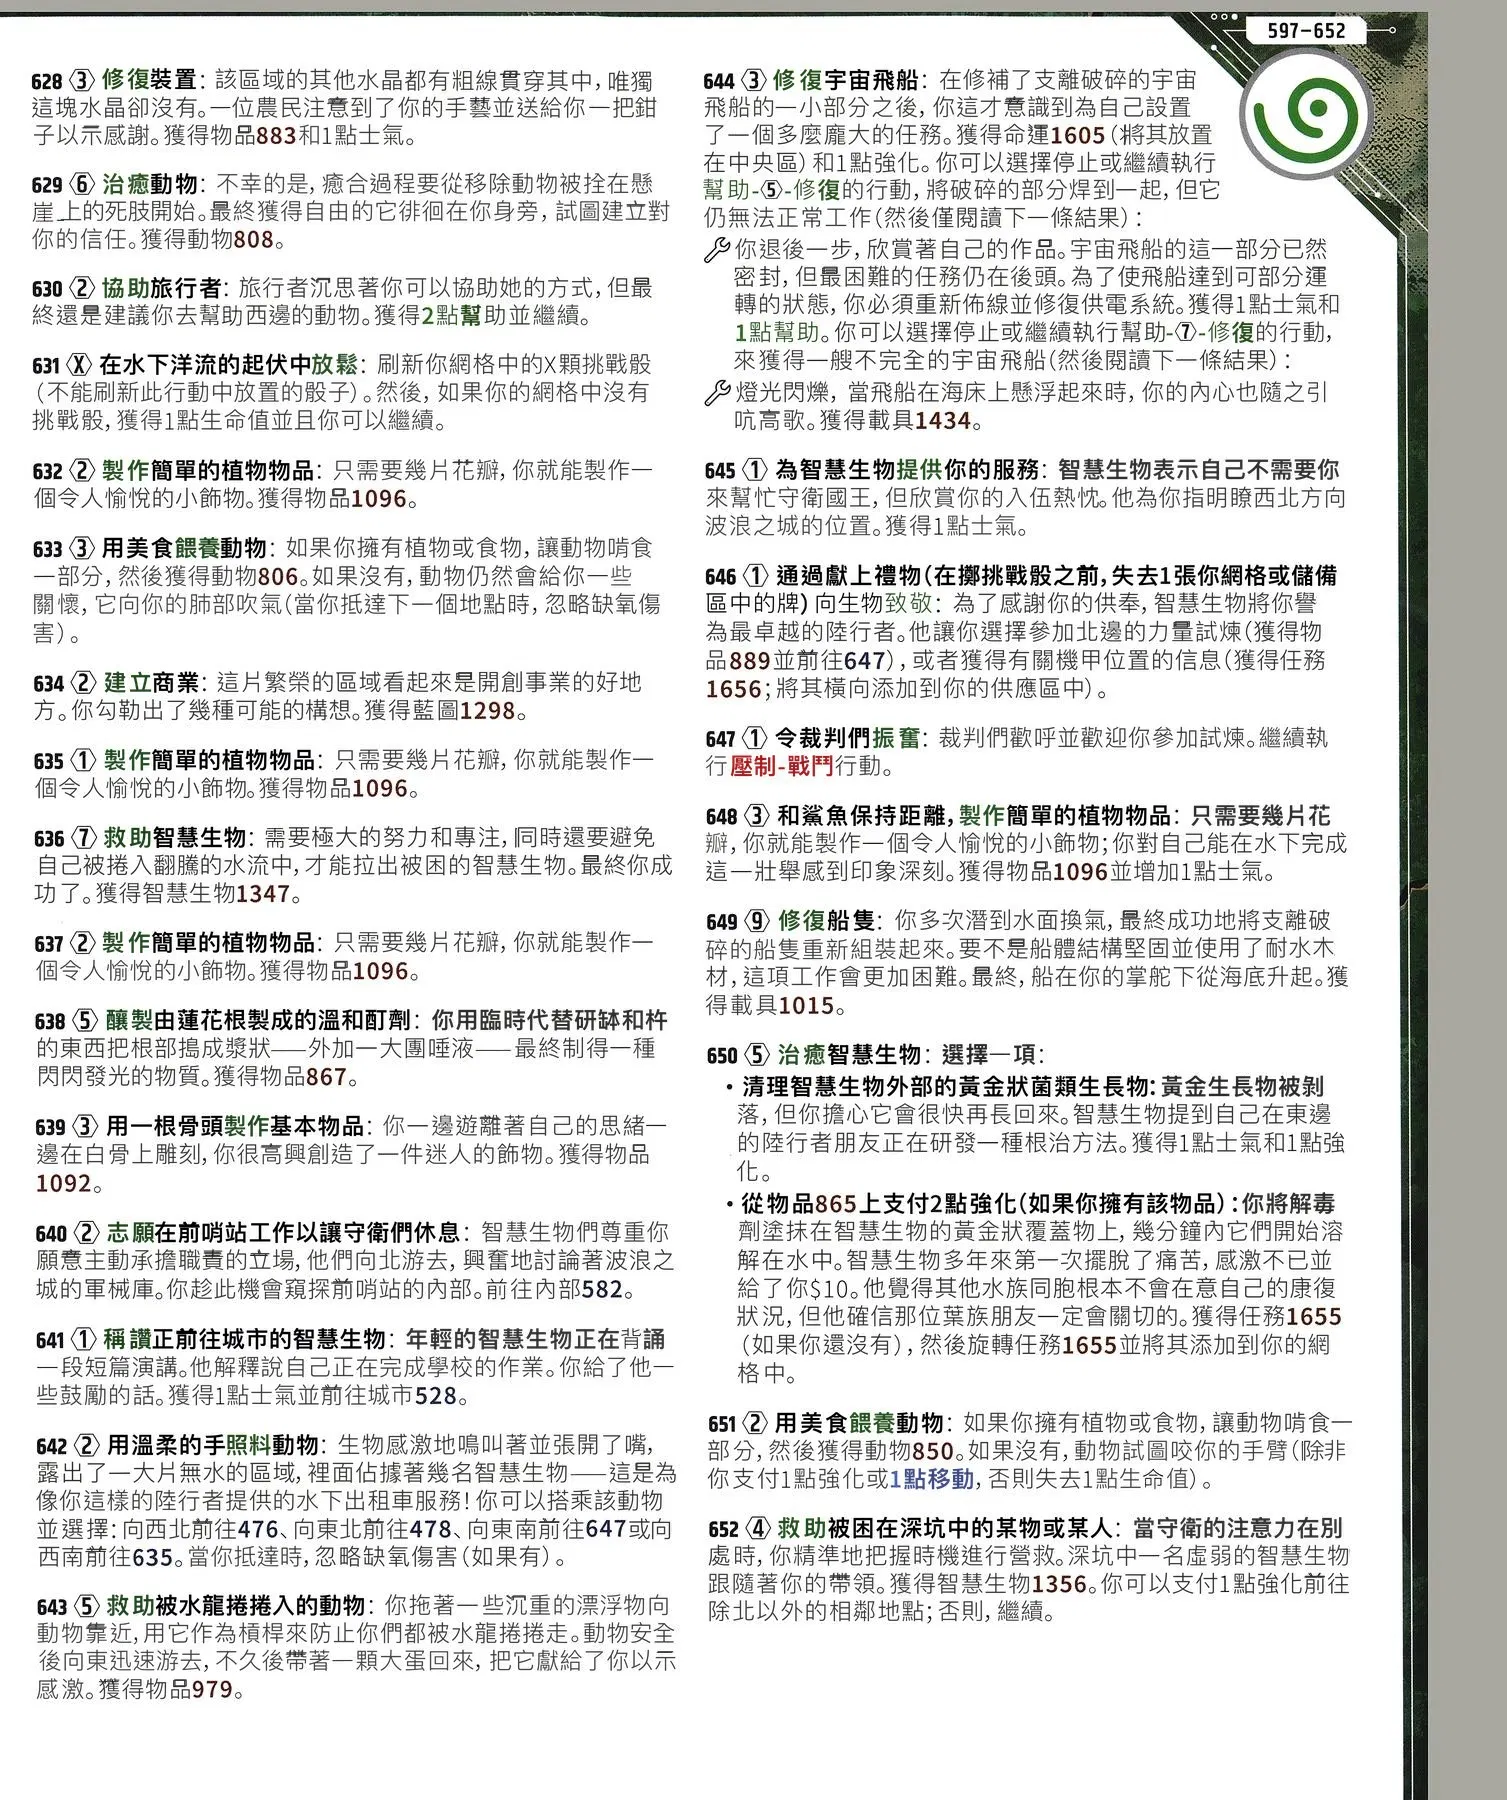 597–652
628 ③ 修復裝置：該區域的其他水晶都有粗線貫穿其中，唯獨
這塊水晶卻沒有。一位農民注意到了你的手藝並送給你一把鉗
子以示感謝。獲得物品883和1點士氣。
629 ⑥ 治癒動物：不幸的是，癒合過程要從移除動物被拴在懸
崖上的死肢開始。最終獲得自由的它徘徊在你身旁，試圖建立對
你的信任。獲得動物808。
630 ② 協助旅行者：旅行者沉思著你可以協助她的方式，但最
終還是建議你去幫助西邊的動物。獲得2點幫助並繼續。
631 Ⓧ 在水下洋流的起伏中放鬆：刷新你網格中的X顆挑戰骰
（不能刷新此行動中放置的骰子）。然後，如果你的網格中沒有
挑戰骰，獲得1點生命值並且你可以繼續。
632 ② 製作簡單的植物物品：只需要幾片花瓣，你就能製作一
個令人愉悅的小飾物。獲得物品1096。
633 ③ 用美食餵養動物：如果你擁有植物或食物，讓動物啃食
一部分，然後獲得動物806。如果沒有，動物仍然會給你一些
關懷，它向你的肺部吹氣（當你抵達下一個地點時，忽略缺氧傷
害）。
634 ② 建立商業：這片繁榮的區域看起來是開創事業的好地
方。你勾勒出了幾種可能的構想。獲得藍圖1298。
635 ① 製作簡單的植物物品：只需要幾片花瓣，你就能製作一
個令人愉悅的小飾物。獲得物品1096。
636 ⑦ 救助智慧生物：需要極大的努力和專注，同時還要避免
自己被捲入翻騰的水流中，才能拉出被困的智慧生物。最終你成
功了。獲得智慧生物1347。
637 ② 製作簡單的植物物品：只需要幾片花瓣，你就能製作一
個令人愉悅的小飾物。獲得物品1096。
638 ⑤ 釀製由蓮花根製成的溫和酊劑：你用臨時代替研缽和杵
的東西把根部搗成漿狀——外加一大團唾液——最終制得一種
閃閃發光的物質。獲得物品867。
639 ③ 用一根骨頭製作基本物品：你一邊遊離著自己的思緒一
邊在白骨上雕刻，你很高興創造了一件迷人的飾物。獲得物品
1092。
640 ② 志願在前哨站工作以讓守衛們休息：智慧生物們尊重你
願意主動承擔職責的立場，他們向北游去，興奮地討論著波浪之
城的軍械庫。你趁此機會窺探前哨站的內部。前往內部582。
641 ① 稱讚正前往城市的智慧生物：年輕的智慧生物正在背誦
一段短篇演講。他解釋說自己正在完成學校的作業。你給了他一
些鼓勵的話。獲得1點士氣並前往城市528。
642 ② 用溫柔的手照料動物：生物感激地鳴叫著並張開了嘴，
露出了一大片無水的區域，裡面佔據著幾名智慧生物——這是為
像你這樣的陸行者提供的水下出租車服務！你可以搭乘該動物
並選擇：向西北前往476、向東北前往478、向東南前往647或向
西南前往635。當你抵達時，忽略缺氧傷害（如果有）。
643 ⑤ 救助被水龍捲捲入的動物：你拖著一些沉重的漂浮物向
動物靠近，用它作為槓桿來防止你們都被水龍捲捲走。動物安全
後向東迅速游去，不久後帶著一顆大蛋回來，把它獻給了你以示
感激。獲得物品979。
644 ③ 修復宇宙飛船：在修補了支離破碎的宇宙
飛船的一小部分之後，你這才意識到為自己設置
了一個多麼龐大的任務。獲得命運1605（將其放置
在中央區）和1點強化。你可以選擇停止或繼續執行
幫助-⑤-修復的行動，將破碎的部分焊到一起，但它
仍無法正常工作（然後僅閱讀下一條結果）：
你退後一步，欣賞著自己的作品。宇宙飛船的這一部分已然
密封，但最困難的任務仍在後頭。為了使飛船達到可部分運
轉的狀態，你必須重新佈線並修復供電系統。獲得1點士氣和
1點幫助。你可以選擇停止或繼續執行幫助-⑦-修復的行動，
來獲得一艘不完全的宇宙飛船（然後閱讀下一條結果）：
燈光閃爍，當飛船在海床上懸浮起來時，你的內心也隨之引
吭高歌。獲得載具1434。
645 ① 為智慧生物提供你的服務：智慧生物表示自己不需要你
來幫忙守衛國王，但欣賞你的入伍熱忱。他為你指明瞭西北方向
波浪之城的位置。獲得1點士氣。
646 ① 通過獻上禮物（在擲挑戰骰之前，失去1張你網格或儲備
區中的牌）向生物致敬：為了感謝你的供奉，智慧生物將你譽
為最卓越的陸行者。他讓你選擇參加北邊的力量試煉（獲得物
品889並前往647），或者獲得有關機甲位置的信息（獲得任務
1656；將其橫向添加到你的供應區中）。
647 ① 令裁判們振奮：裁判們歡呼並歡迎你參加試煉。繼續執
行壓制-戰鬥行動。
648 ③ 和鯊魚保持距離，製作簡單的植物物品：只需要幾片花
瓣，你就能製作一個令人愉悅的小飾物；你對自己能在水下完成
這一壯舉感到印象深刻。獲得物品1096並增加1點士氣。
649 ⑨ 修復船隻：你多次潛到水面換氣，最終成功地將支離破
碎的船隻重新組裝起來。要不是船體結構堅固並使用了耐水木
材，這項工作會更加困難。最終，船在你的掌舵下從海底升起。獲
得載具1015。
650 ⑤ 治癒智慧生物：選擇一項：
・清理智慧生物外部的黃金狀菌類生長物：黃金生長物被剝
落，但你擔心它會很快再長回來。智慧生物提到自己在東邊
的陸行者朋友正在研發一種根治方法。獲得1點士氣和1點強
化。
・從物品865上支付2點強化（如果你擁有該物品）：你將解毒
劑塗抹在智慧生物的黃金狀覆蓋物上，幾分鐘內它們開始溶
解在水中。智慧生物多年來第一次擺脫了痛苦，感激不已並
給了你$10。他覺得其他水族同胞根本不會在意自己的康復
狀況，但他確信那位葉族朋友一定會關切的。獲得任務1655
（如果你還沒有），然後旋轉任務1655並將其添加到你的網
格中。
651 ② 用美食餵養動物：如果你擁有植物或食物，讓動物啃食一
部分，然後獲得動物850。如果沒有，動物試圖咬你的手臂（除非
你支付1點強化或1點移動，否則失去1點生命值）。
652 ④ 救助被困在深坑中的某物或某人：當守衛的注意力在別
處時，你精準地把握時機進行營救。深坑中一名虛弱的智慧生物
跟隨著你的帶領。獲得智慧生物1356。你可以支付1點強化前往
除北以外的相鄰地點；否則，繼續。